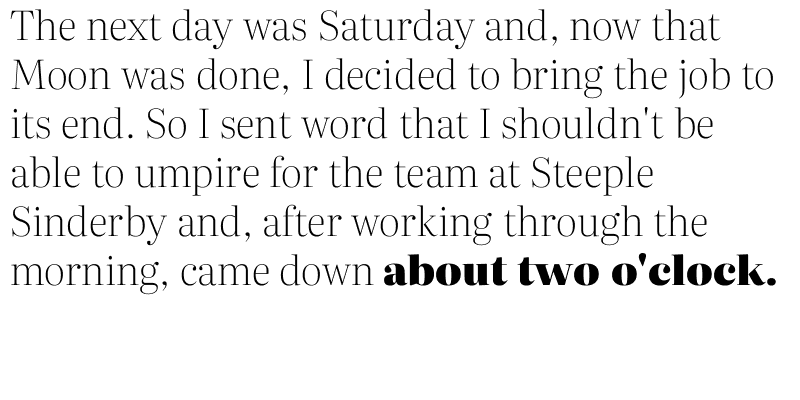 The next day was Saturday and, now that
Moon was done, I decided to bring the job to
its end. So I sent word that I shouldn't be
able to umpire for the team at Steeple
Sinderby and, after working through the
morning, came down about two o'clock.